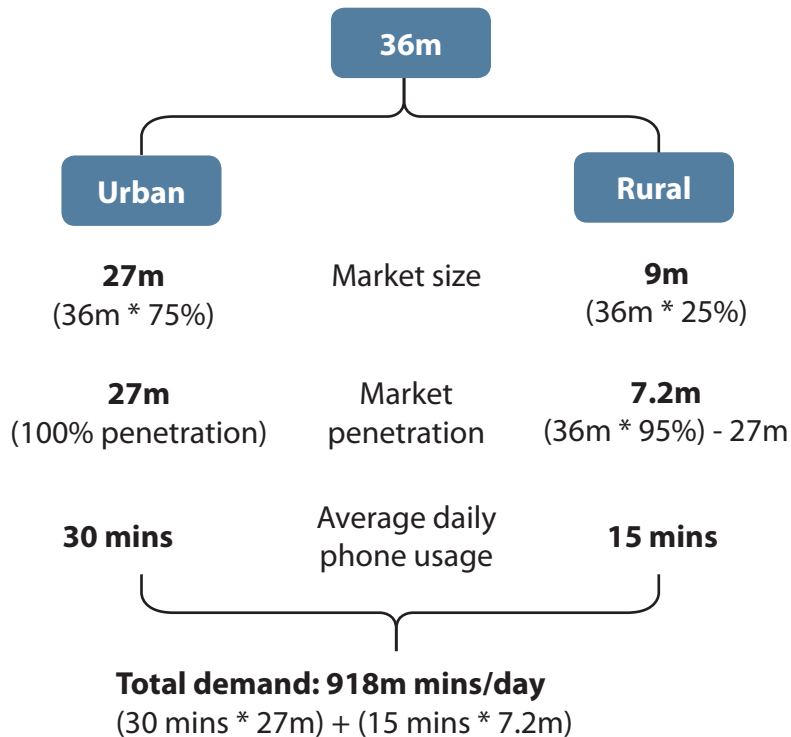 36m
Urban
Rural
27m
Market size
9m
(36m * 75%)
(36m * 25%)
27m
Market
7.2m
(100% penetration)
penetration
(36m * 95%) - 27m
30 mins
Average daily
phone usage
15 mins
Total demand: 918m mins/day
(30 mins * 27m) + (15 mins * 7.2m)